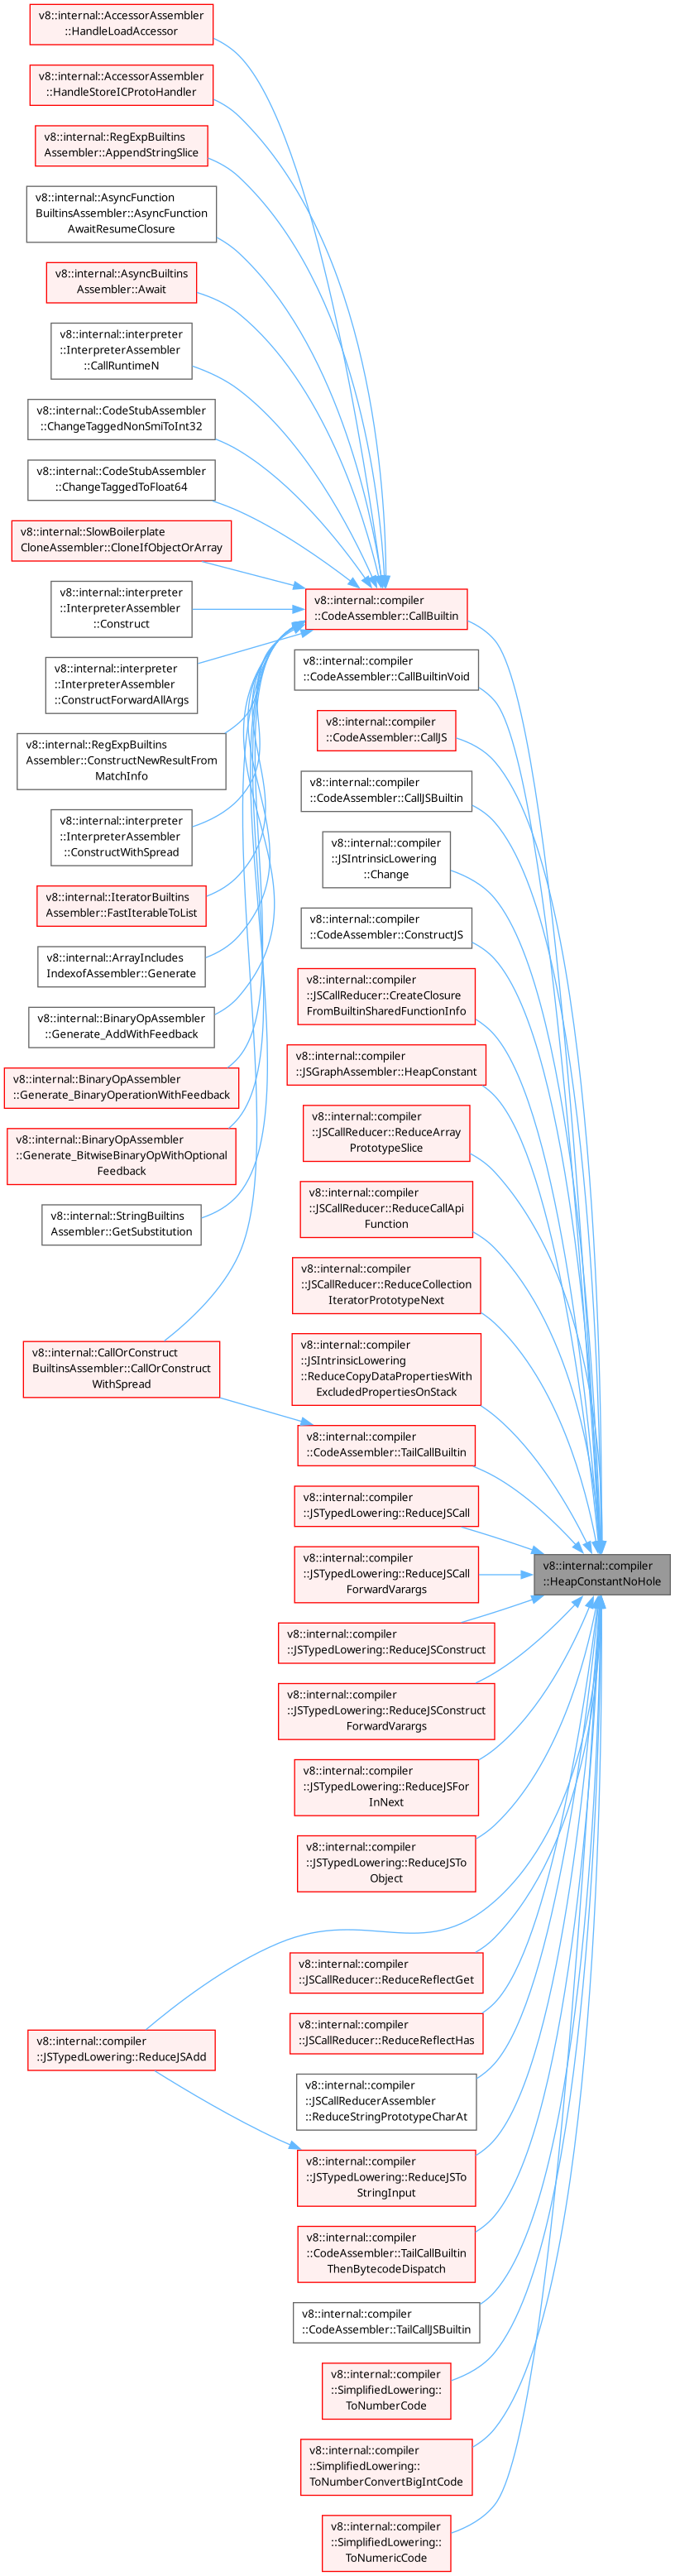 v8::internal::AccessorAssembler
::HandleLoadAccessor
v8::internal::AccessorAssembler
::HandleStoreICProtoHandler
v8::internal::RegExpBuiltins
Assembler::AppendStringSlice
v8::internal::AsyncFunction
BuiltinsAssembler::AsyncFunction
AwaitResumeClosure
v8::internal::AsyncBuiltins
Assembler::Await
v8::internal::interpreter
::InterpreterAssembler
::CallRuntimeN
v8::internal::CodeStubAssembler
::ChangeTaggedNonSmiToInt32
v8::internal::CodeStubAssembler
::ChangeTaggedToFloat64
v8::internal::SlowBoilerplate
CloneAssembler::CloneIfObjectOrArray
v8::internal::interpreter
::InterpreterAssembler
::Construct
v8::internal::interpreter
::InterpreterAssembler
::ConstructForwardAllArgs
v8::internal::RegExpBuiltins
Assembler::ConstructNewResultFrom
MatchInfo
v8::internal::interpreter
::InterpreterAssembler
::ConstructWithSpread
v8::internal::IteratorBuiltins
Assembler::FastIterableToList
v8::internal::ArrayIncludes
IndexofAssembler::Generate
v8::internal::BinaryOpAssembler
::Generate_AddWithFeedback
v8::internal::BinaryOpAssembler
::Generate_BinaryOperationWithFeedback
v8::internal::BinaryOpAssembler
::Generate_BitwiseBinaryOpWithOptional
Feedback
v8::internal::StringBuiltins
Assembler::GetSubstitution
v8::internal::CallOrConstruct
BuiltinsAssembler::CallOrConstruct
WithSpread
v8::internal::compiler
::JSTypedLowering::ReduceJSAdd
v8::internal::compiler
::CodeAssembler::CallBuiltin
v8::internal::compiler
::CodeAssembler::CallBuiltinVoid
v8::internal::compiler
::CodeAssembler::CallJS
v8::internal::compiler
::CodeAssembler::CallJSBuiltin
v8::internal::compiler
::JSIntrinsicLowering
::Change
v8::internal::compiler
::CodeAssembler::ConstructJS
v8::internal::compiler
::JSCallReducer::CreateClosure
FromBuiltinSharedFunctionInfo
v8::internal::compiler
::JSGraphAssembler::HeapConstant
v8::internal::compiler
::JSCallReducer::ReduceArray
PrototypeSlice
v8::internal::compiler
::JSCallReducer::ReduceCallApi
Function
v8::internal::compiler
::JSCallReducer::ReduceCollection
IteratorPrototypeNext
v8::internal::compiler
::JSIntrinsicLowering
::ReduceCopyDataPropertiesWith
ExcludedPropertiesOnStack
v8::internal::compiler
::CodeAssembler::TailCallBuiltin
v8::internal::compiler
::JSTypedLowering::ReduceJSCall
v8::internal::compiler
::JSTypedLowering::ReduceJSCall
ForwardVarargs
v8::internal::compiler
::JSTypedLowering::ReduceJSConstruct
v8::internal::compiler
::JSTypedLowering::ReduceJSConstruct
ForwardVarargs
v8::internal::compiler
::JSTypedLowering::ReduceJSFor
InNext
v8::internal::compiler
::JSTypedLowering::ReduceJSTo
Object
v8::internal::compiler
::JSCallReducer::ReduceReflectGet
v8::internal::compiler
::JSCallReducer::ReduceReflectHas
v8::internal::compiler
::JSCallReducerAssembler
::ReduceStringPrototypeCharAt
v8::internal::compiler
::JSTypedLowering::ReduceJSTo
StringInput
v8::internal::compiler
::CodeAssembler::TailCallBuiltin
ThenBytecodeDispatch
v8::internal::compiler
::CodeAssembler::TailCallJSBuiltin
v8::internal::compiler
::SimplifiedLowering::
ToNumberCode
v8::internal::compiler
::SimplifiedLowering::
ToNumberConvertBigIntCode
v8::internal::compiler
::SimplifiedLowering::
ToNumericCode
v8::internal::compiler
::HeapConstantNoHole